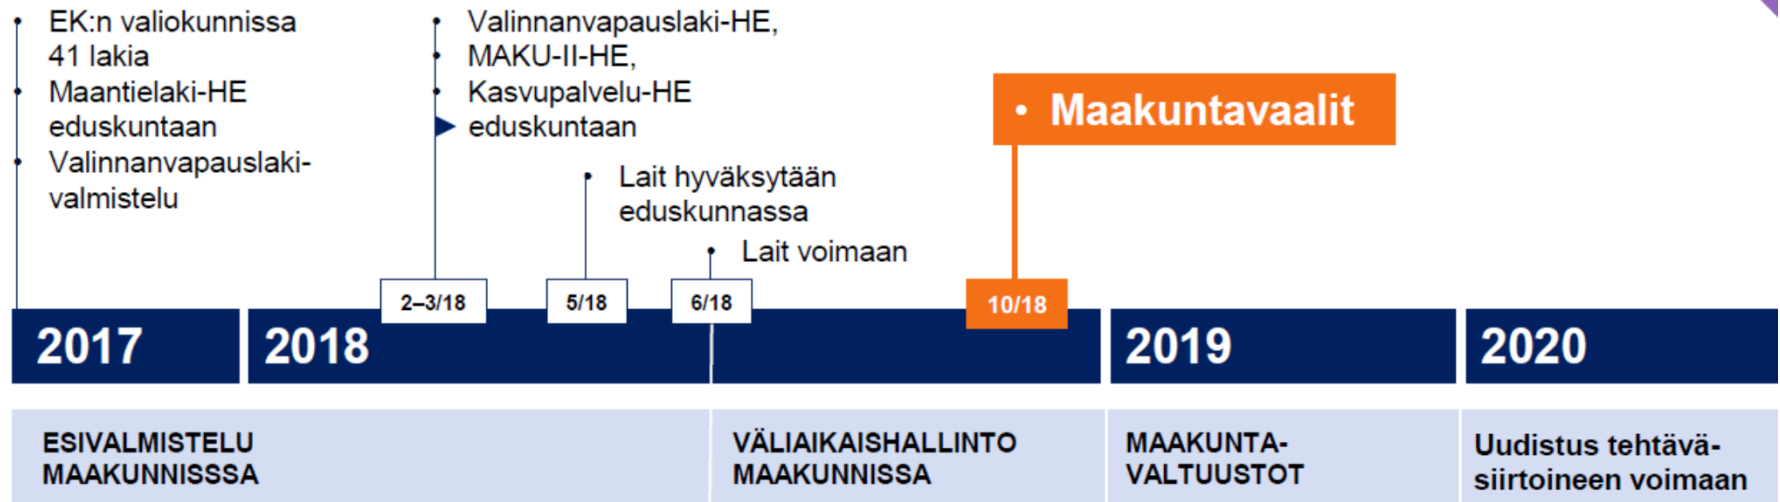 • EK:n valiokunnissa
41 lakia
• Maantielaki-HE
eduskuntaan
• Valinnanvapauslaki-
valmistelu
• Valinnanvapauslaki-HE,
• MAKU-II-HE,
• Kasvupalvelu-HE
eduskuntaan
• Lait hyväksytään
eduskunnassa
• Lait voimaan
• Maakuntavaalit
2–3/18
5/18
6/18
10/18
2017
2018
2019
2020
ESIVALMISTELU
MAAKUNNISSSA
VÄLIAIKAISHALLINTO
MAAKUNNISSA
MAAKUNTA-
VALTUUSTOT
Uudistus tehtävä-
siirtoineen voimaan